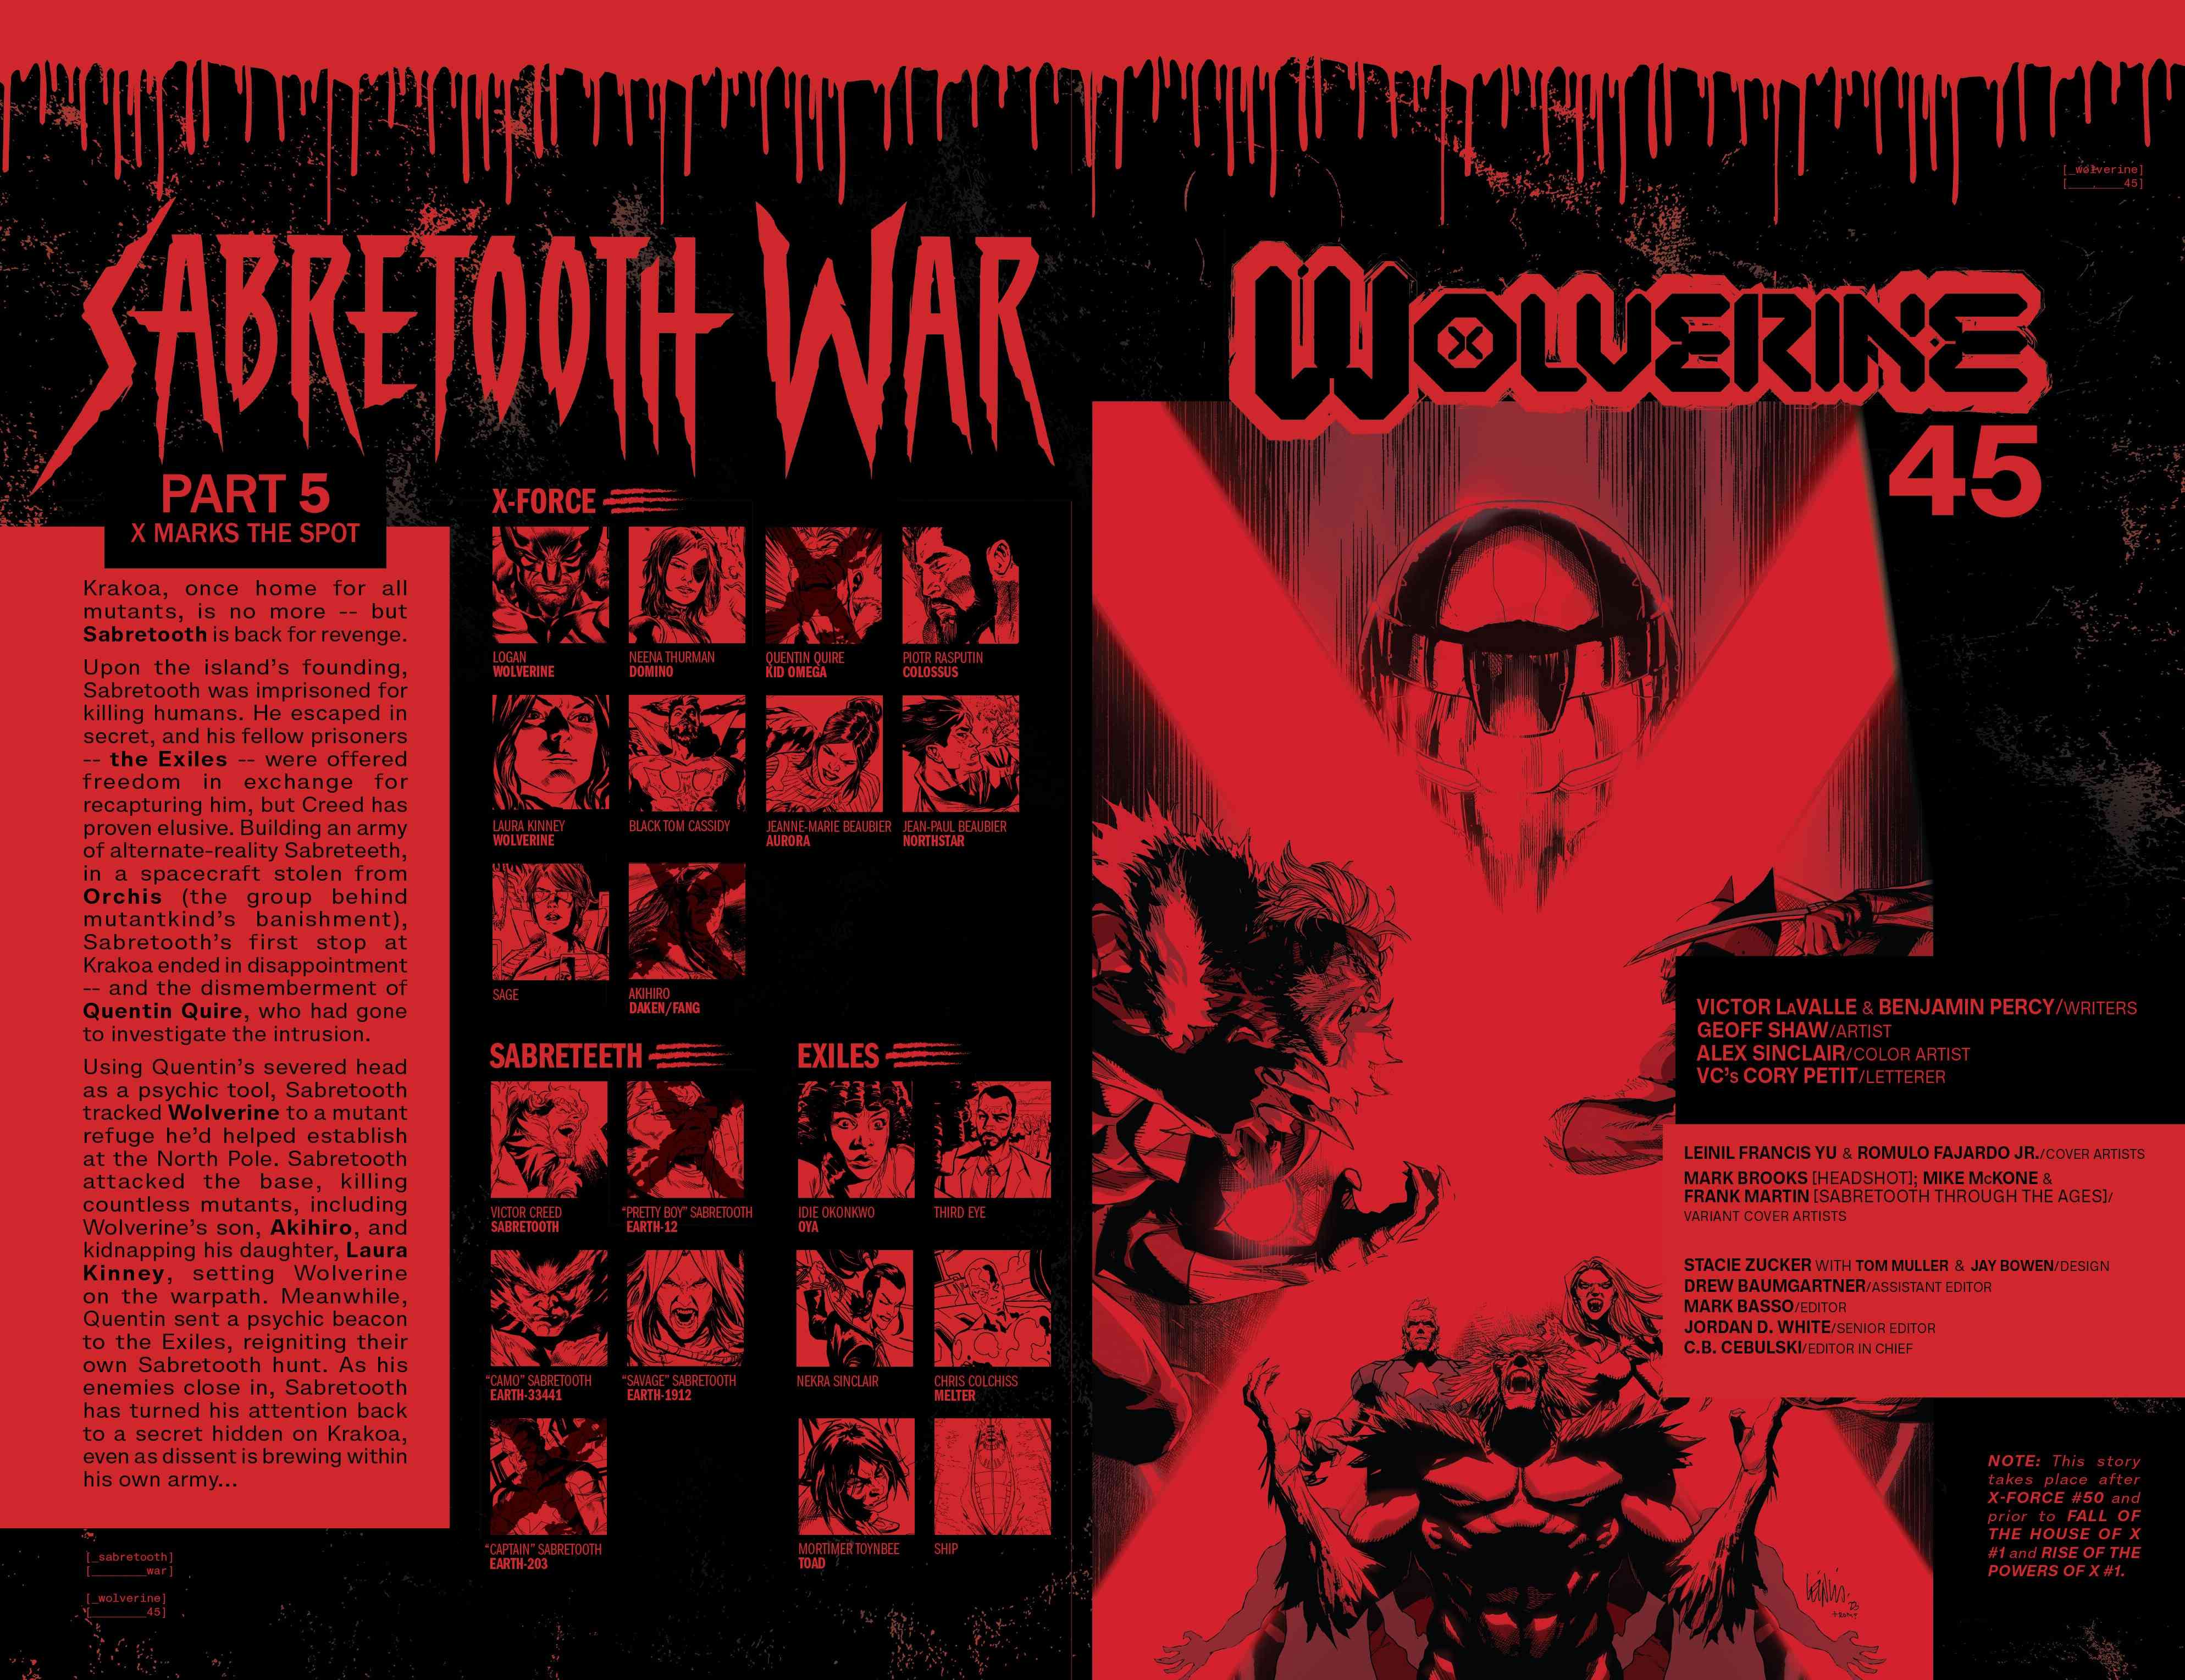 SABRETOOTH WAR
PART 5
X MARKS THE SPOT
Krakoa, once home for all
mutants, is no more -- but
Sabretooth is back for revenge.
Upon the island's founding,
Sabretooth was imprisoned for
killing humans. He escaped in
secret, and his fellow prisoners
-- the Exiles -- were offered
freedom in exchange for
recapturing him, but Creed has
proven elusive. Building an army
of alternate-reality Sabreteeth,
in a spacecraft stolen from
Orchis (the group behind
mutantkind's banishment),
Sabretooth's first stop at
Krakoa ended in disappointment
-- and the dismemberment of
Quentin Quire, who had gone
to investigate the intrusion.
Using Quentin's severed head
as a psychic tool, Sabretooth
tracked Wolverine to a mutant
refuge he'd helped establish
at the North Pole. Sabretooth
attacked the base, killing
countless mutants, including
Wolverine's son, Akihiro, and
kidnapping his daughter, Laura
Kinney, setting Wolverine
on the warpath. Meanwhile,
Quentin sent a psychic beacon
to the Exiles, reigniting their
own Sabretooth hunt. As his
enemies close in, Sabretooth
has turned his attention back
to a secret hidden on Krakoa,
even as dissent is brewing within
his own army...
[_sabretooth]
[________war]
[_wolverine]
[________45]
X-FORCE
LOGAN
WOLVERINE
NEENA THURMAN
DOMINO
QUENTIN QUIRE
KID OMEGA
PIOTR RASPUTIN
COLOSSUS
LAURA KINNEY
WOLVERINE
BLACK TOM CASSIDY
JEANNE-MARIE BEAUBIER
AURORA
JEAN-PAUL BEAUBIER
NORTHSTAR
SAGE
AKIHIRO
DAKEN/FANG
SABRETEETH
VICTOR CREED
SABRETOOTH
"PRETTY BOY" SABRETOOTH
EARTH-12
"CAMO" SABRETOOTH
EARTH-33441
"SAVAGE" SABRETOOTH
EARTH-1912
"CAPTAIN" SABRETOOTH
EARTH-203
EXILES
IDIE OKONKWO
OYA
THIRD EYE
NEKRA SINCLAIR
CHRIS COLCHISS
MELTER
MORTIMER TOYNBEE
TOAD
SHIP
[_wolverine]
[________45]
WOLVERINE
45
VICTOR LAVALLE & BENJAMIN PERCY/WRITERS
GEOFF SHAW/ARTIST
ALEX SINCLAIR/COLOR ARTIST
VC's CORY PETIT/LETTERER
LEINIL FRANCIS YU & ROMULO FAJARDO JR./COVER ARTISTS
MARK BROOKS [HEADSHOT]; MIKE McKONE &
FRANK MARTIN [SABRETOOTH THROUGH THE AGES]/
VARIANT COVER ARTISTS
STACIE ZUCKER WITH TOM MULLER & JAY BOWEN/DESIGN
DREW BAUMGARTNER/ASSISTANT EDITOR
MARK BASSO/EDITOR
JORDAN D. WHITE/SENIOR EDITOR
C.B. CEBULSKI/EDITOR IN CHIEF
NOTE: This story
takes place after
X-FORCE #50 and
prior to FALL OF
THE HOUSE OF X
#1 and RISE OF THE
POWERS OF X #1.